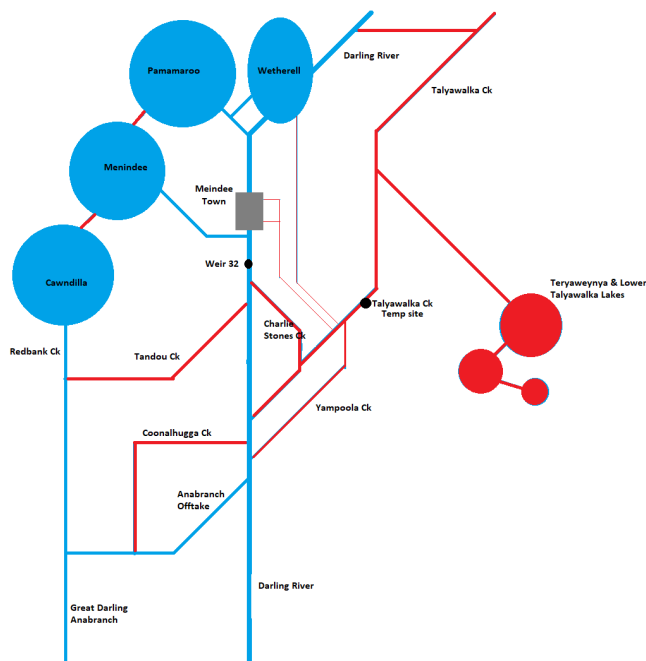 Darling River
Pamamaroo
Wetherell
Talyawalka Ck
Menindee
Meindee
Town
Weir 32
Cawndilla
Teryaweynya & Lower
Talyawalka Lakes
Talyawalka Ck
Temp site
Charlie
Stones Ck
Redbank Ck
Tandou Ck
Yampoola Ck
Coonalhugga Ck
Anabranch
Offtake
Darling River
Great Darling
Anabranch